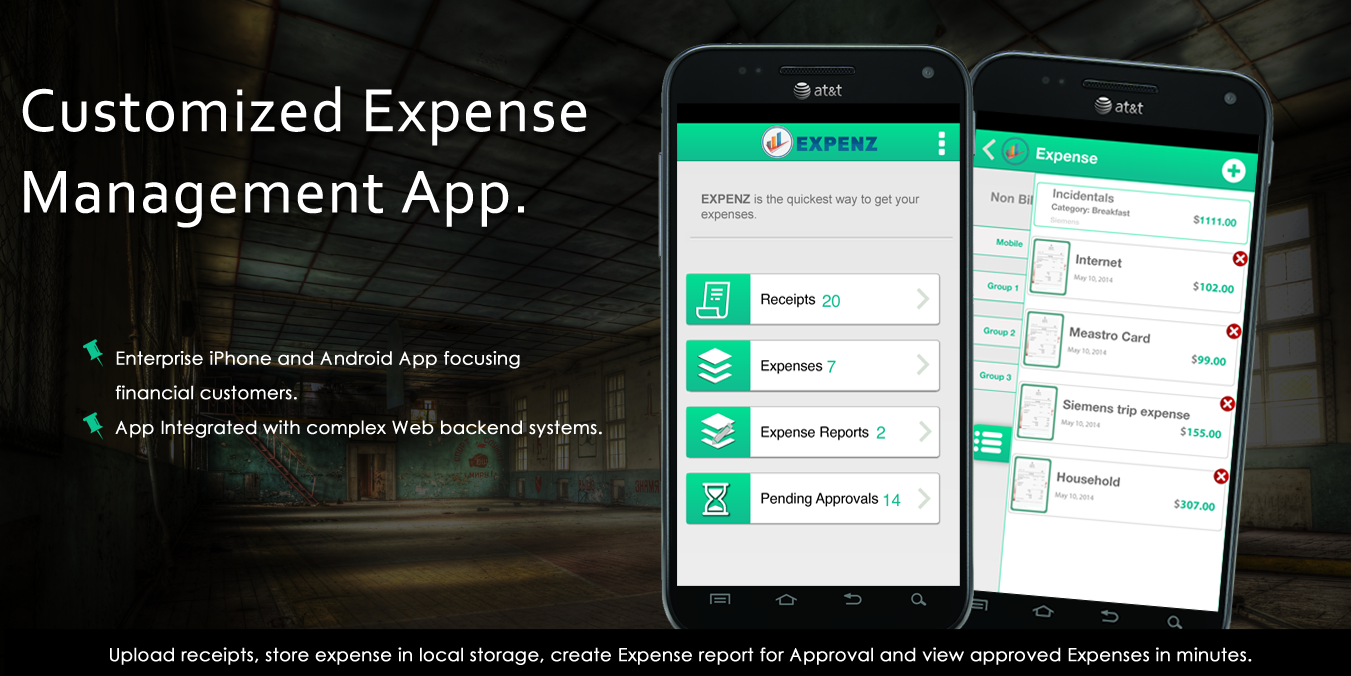 Customized Expense
Management App.
Enterprise iPhone and Android App focusing
financial customers.
App Integrated with complex Web backend systems.
at&t
EXPENZ
EXPENZ is the quickest way to get your
expenses.
Receipts 20
Expenses 7
Expense Reports 2
Pending Approvals 14
at&t
Expense
Non Bil
Mobile
Group 1
Group 2
Group 3
Incidentals
Category: Breakfast
Siemens
$1111.00
Internet
May 10, 2014
$102.00
Meastro Card
May 10, 2014
$99.00
Siemens trip expense
May 10, 2014
$155.00
Household
May 10, 2014
$307.00
Upload receipts, store expense in local storage, create Expense report for Approval and view approved Expenses in minutes.